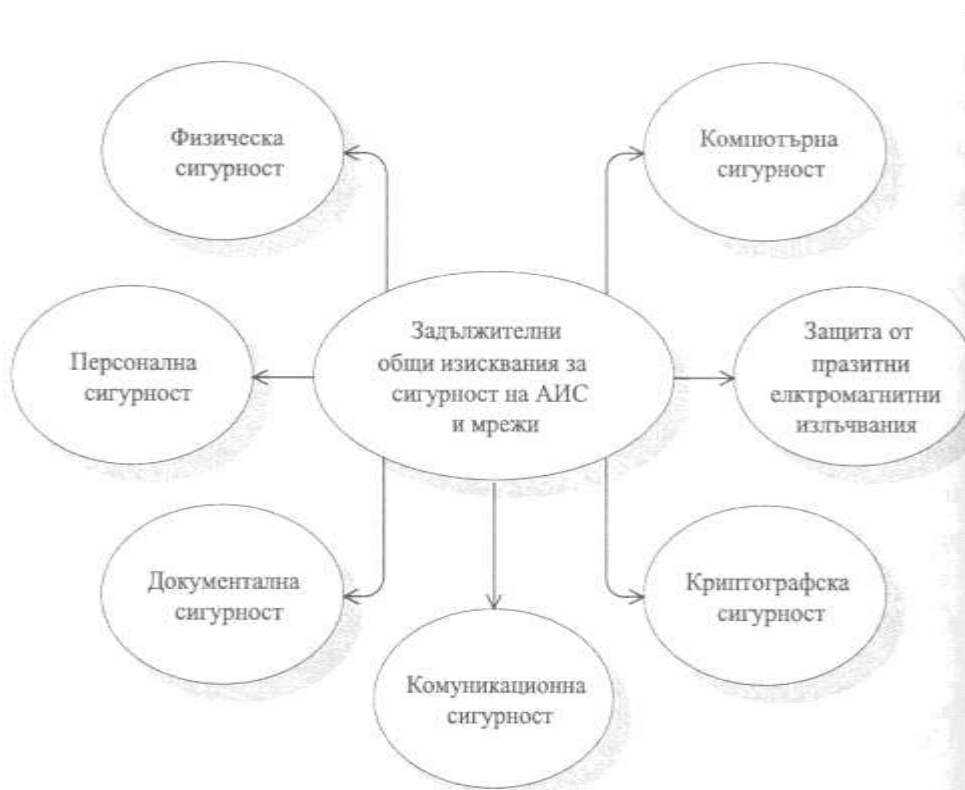 Физическа
сигурност
Компютърна
сигурност
Задължителни
общи изисквания за
сигурност на АИС
и мрежи
Персонална
сигурност
Защита от
празитни
елктромагнитни
излъчвания
Документална
сигурност
Криптографска
сигурност
Комуникационна
сигурност